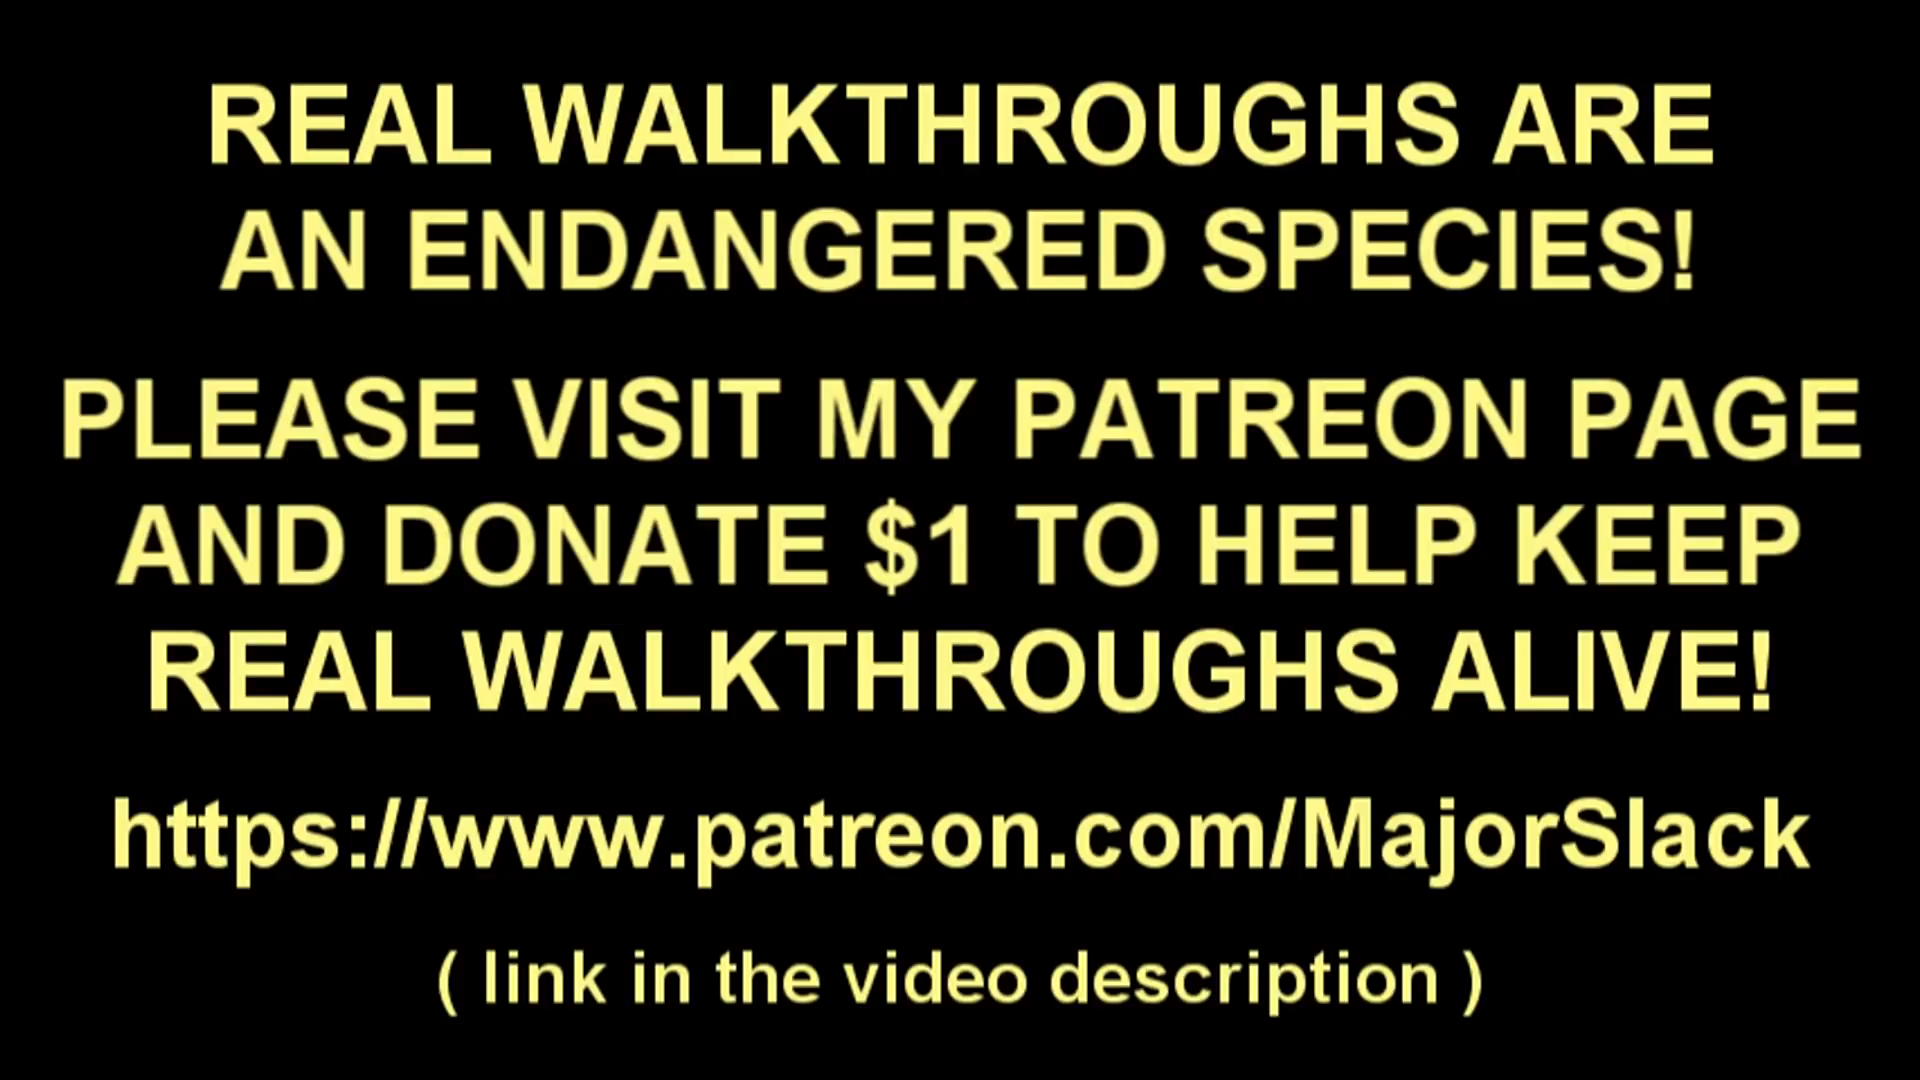 REAL WALKTHROUGHS ARE
AN ENDANGERED SPECIES!
PLEASE VISIT MY PATREON PAGE
AND DONATE $1 TO HELP KEEP
REAL WALKTHROUGHS ALIVE!
https://www.patreon.com/MajorSlack
( link in the video description )